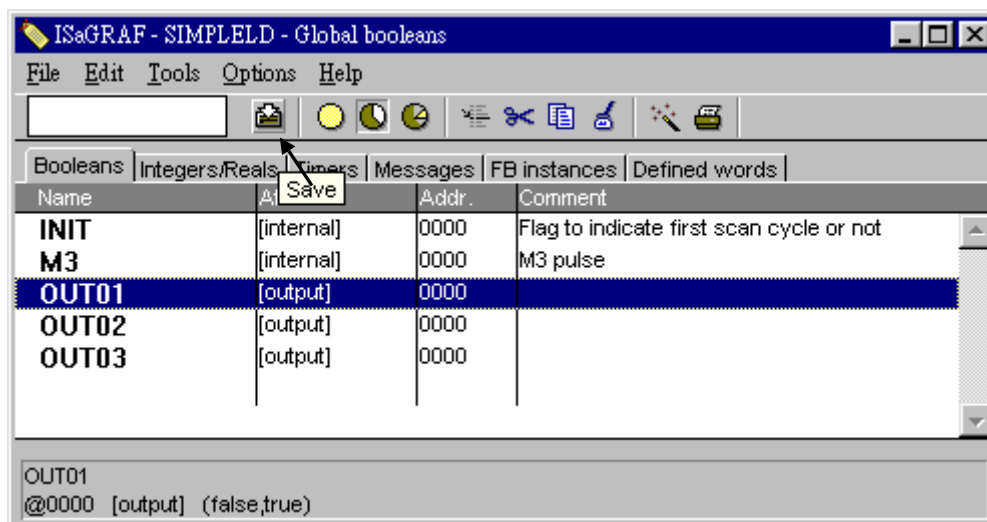 ISaGRAF - SIMPLELD - Global booleans
File Edit Tools Options Help
Booleans Integers/Reals Timers Messages FB instances Defined words
Save
Name Addr. Comment
INIT [internal] 0000 Flag to indicate first scan cycle or not
M3 [internal] 0000 M3 pulse
OUT01 [output] 0000
OUT02 [output] 0000
OUT03 [output] 0000
OUT01
@0000 [output] (false,true)